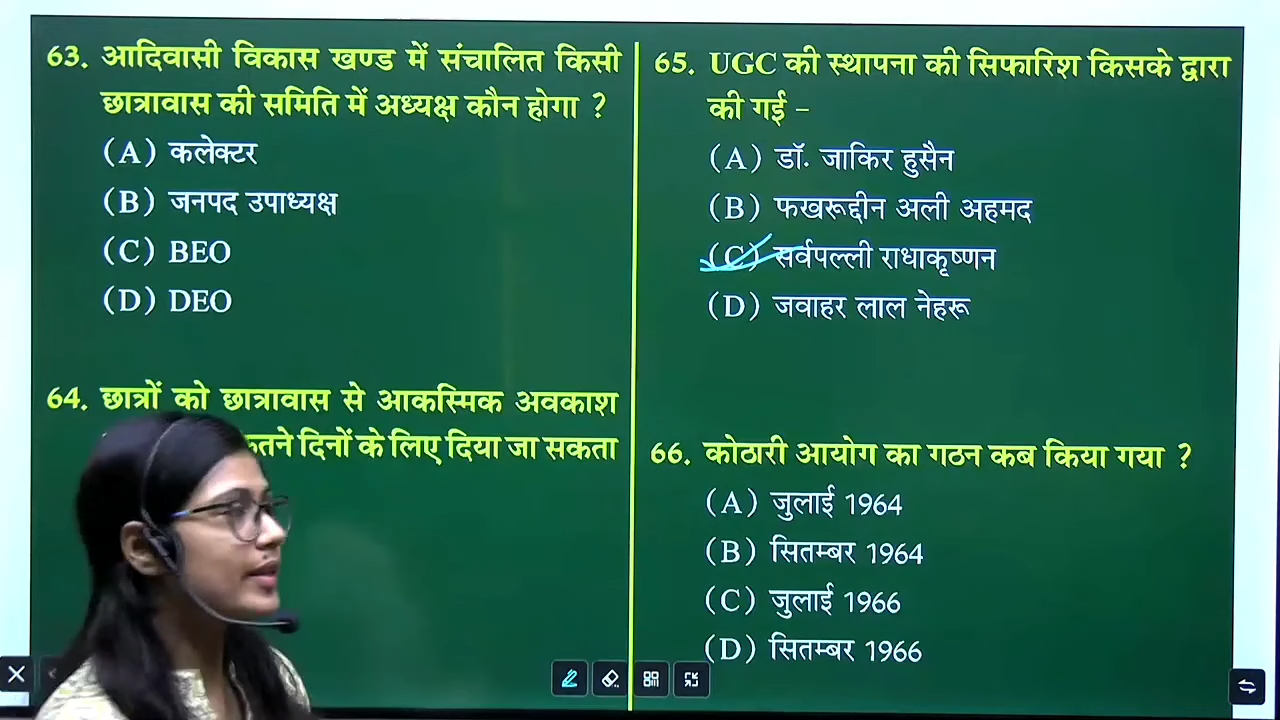 63. आदिवासी विकास खण्ड में संचालित किसी
छात्रावास की समिति में अध्यक्ष कौन होगा ?
(A) कलेक्टर
(B) जनपद उपाध्यक्ष
(C) BEO
(D) DEO
64. छात्रों को छात्रावास से आकस्मिक अवकाश
दिनों के लिए दिया जा सकता
65. UGC की स्थापना की सिफारिश किसके द्वारा
की गई –
(A) डॉ. जाकिर हुसैन
(B) फखरूद्दीन अली अहमद
(C) सर्वपल्ली राधाकृष्णन
(D) जवाहर लाल नेहरू
66. कोठारी आयोग का गठन कब किया गया ?
(A) जुलाई 1964
(B) सितम्बर 1964
(C) जुलाई 1966
(D) सितम्बर 1966